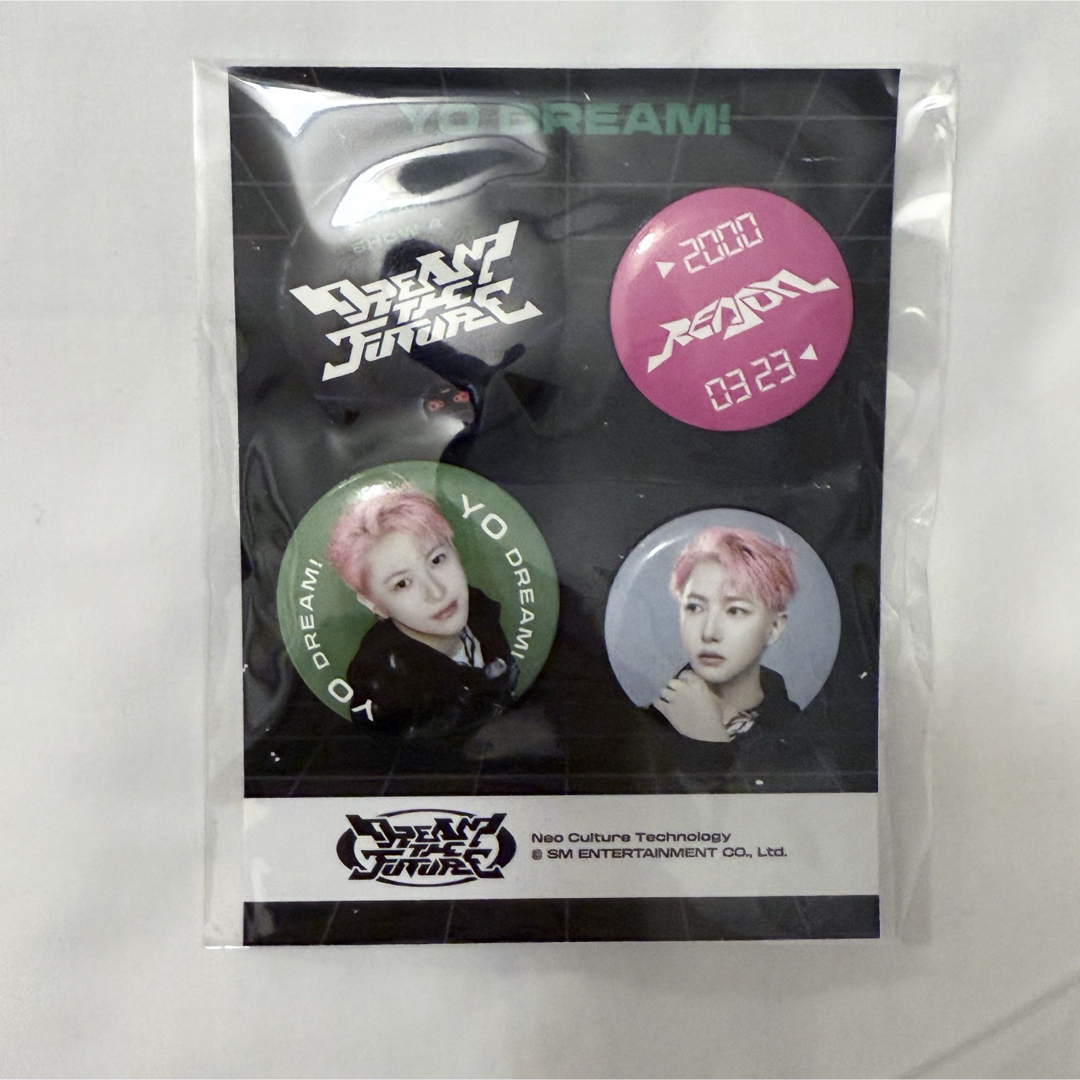 YO DREAM!
DREAM
THE
FUTURE
▶2000
RENJUN
03 23◀
YO DREAM!
YO DREAM!
DREAM
THE
FUTURE
Neo Culture Technology
© SM ENTERTAINMENT CO., Ltd.